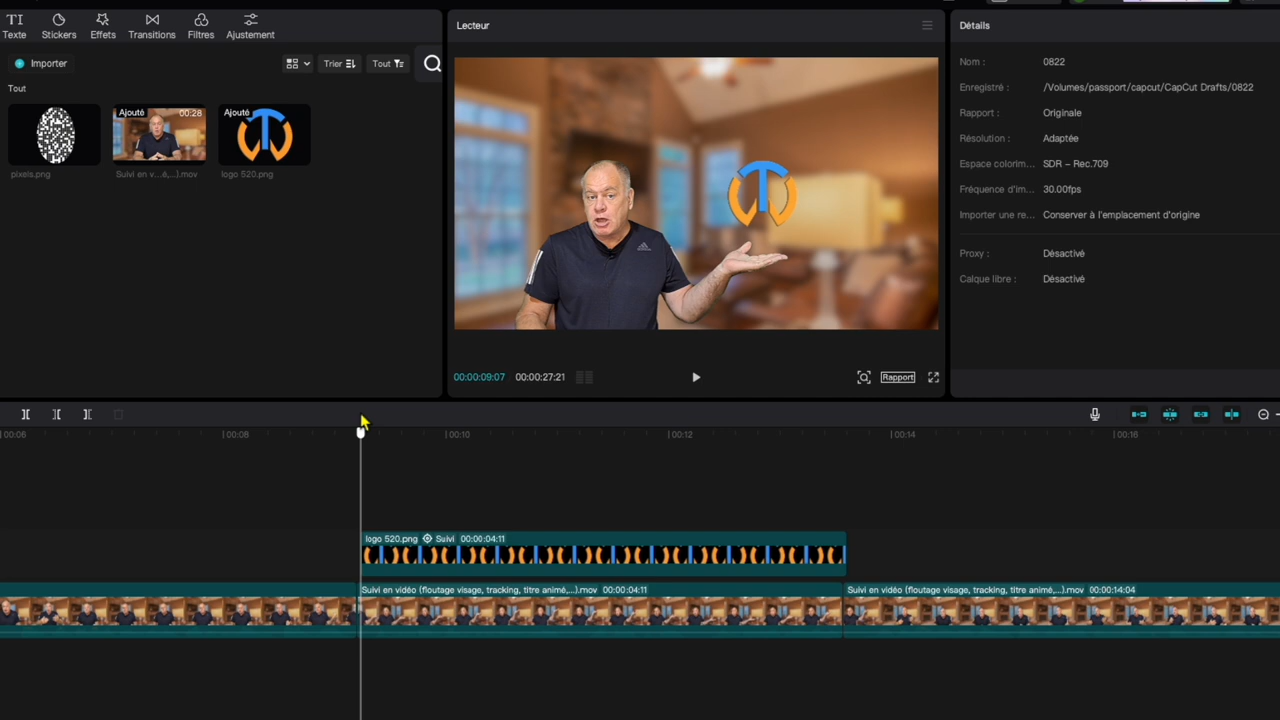 Texte Stickers Effets Transitions Filtres Ajustement
Importer
Trier
Tout
Tout
Ajouté 00:28
Ajouté
pixels.png
Suivi en v...é,...).mov
logo 520.png
Lecteur
00:00:09:07 00:00:27:21
Rapport
Détails
Nom : 0822
Enregistré : /Volumes/passport/capcut/CapCut Drafts/0822
Rapport : Originale
Résolution : Adaptée
Espace colorim... SDR – Rec.709
Fréquence d'im... 30.00fps
Importer une re... Conserver à l'emplacement d'origine
Proxy : Désactivé
Calque libre : Désactivé
00:06 00:08 00:10 00:12 00:14 00:16
logo 520.png Suivi 00:00:04:11
Suivi en vidéo (floutage visage, tracking, titre animé,...).mov 00:00:04:11
Suivi en vidéo (floutage visage, tracking, titre animé,...).mov 00:00:14:04